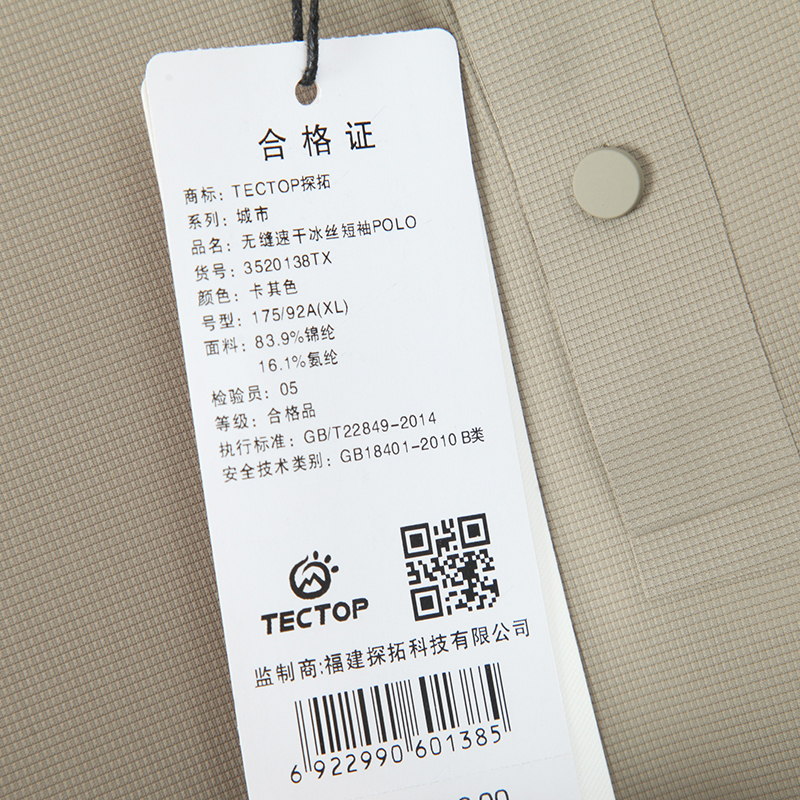 合格证
商标: TECTOP探拓
系列: 城市
品名: 无缝速干冰丝短袖POLO
货号: 3520138TX
颜色: 卡其色
号型: 175/92A(XL)
面料: 83.9%锦纶
16.1%氨纶
检验员: 05
等级: 合格品
执行标准: GB/T22849-2014
安全技术类别: GB18401-2010 B类
TECTOP
监制商:福建探拓科技有限公司
6 922990 601385